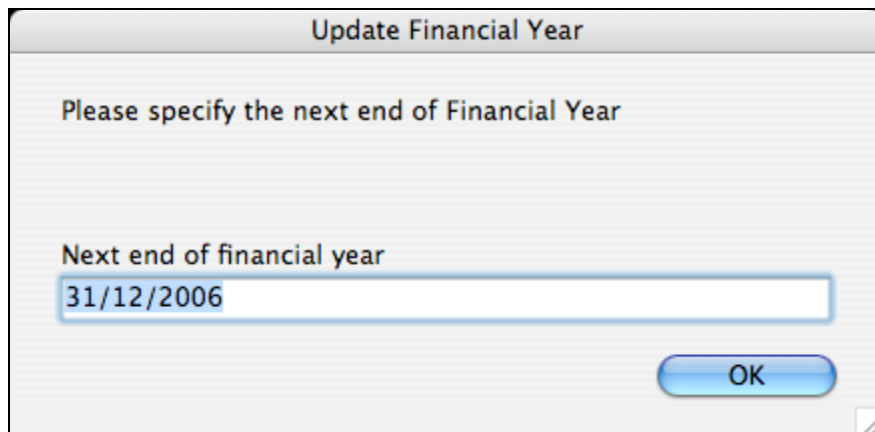 Update Financial Year
Please specify the next end of Financial Year
Next end of financial year
31/12/2006
OK